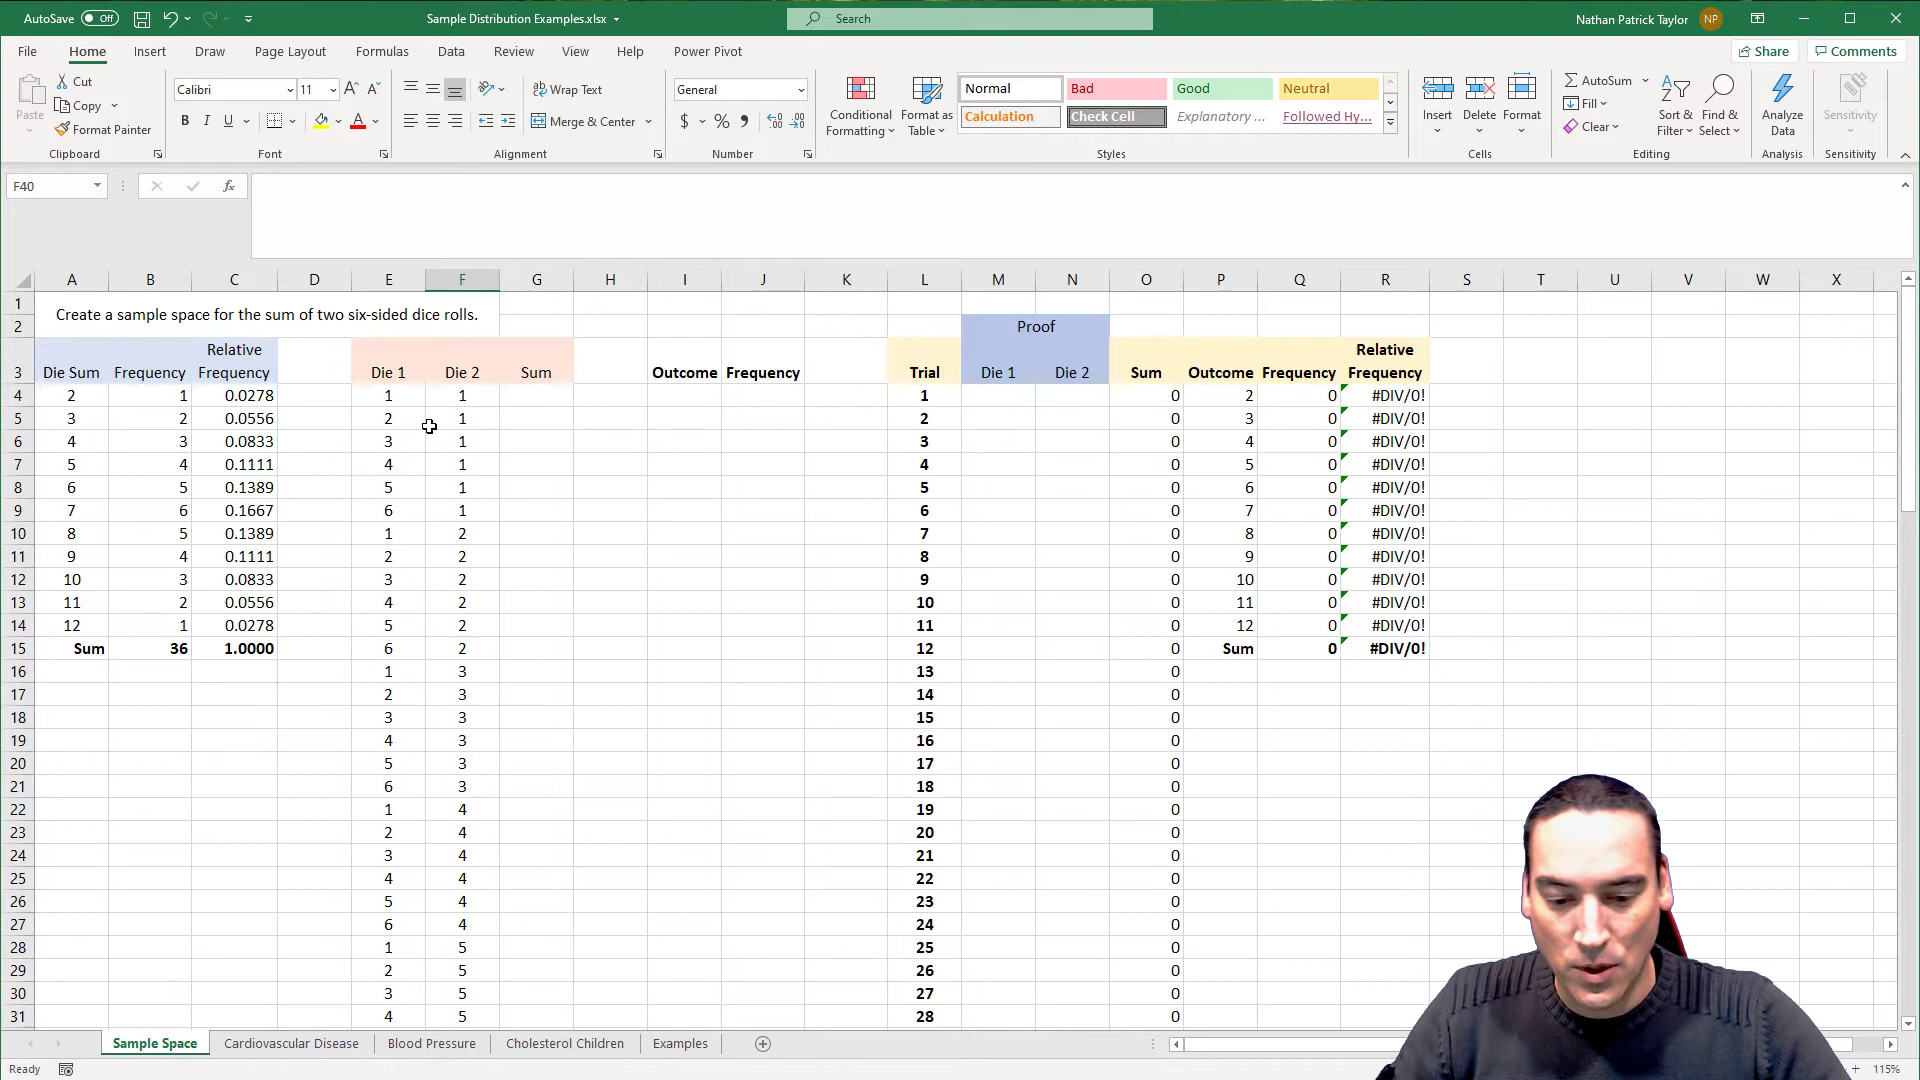 AutoSave Off Sample Distribution Examples.xlsx Search Nathan Patrick Taylor NP
File Home Insert Draw Page Layout Formulas Data Review View Help Power Pivot Share Comments
Paste Cut Copy Format Painter
Calibri 11 A A
B I U A
Wrap Text
Merge & Center
General
$ % 9
Conditional Formatting Format as Table
Normal Bad Good Neutral
Calculation Check Cell Explanatory ... Followed Hy...
Insert Delete Format
AutoSum Fill Clear
Sort & Filter Find & Select
Analyze Data
Sensitivity
Clipboard Font Alignment Number Styles Cells Editing Analysis Sensitivity
F40 fx
A B C D E F G H I J K L M N O P Q R S T U V W X
1 Create a sample space for the sum of two six-sided dice rolls.
2 Proof
3 Die Sum Frequency Relative Frequency Die 1 Die 2 Sum Outcome Frequency Trial Die 1 Die 2 Sum Outcome Frequency Relative Frequency
4 2 1 0.0278 1 1 1 0 2 0 #DIV/0!
5 3 2 0.0556 2 1 2 0 3 0 #DIV/0!
6 4 3 0.0833 3 1 3 0 4 0 #DIV/0!
7 5 4 0.1111 4 1 4 0 5 0 #DIV/0!
8 6 5 0.1389 5 1 5 0 6 0 #DIV/0!
9 7 6 0.1667 6 1 6 0 7 0 #DIV/0!
10 8 5 0.1389 1 2 7 0 8 0 #DIV/0!
11 9 4 0.1111 2 2 8 0 9 0 #DIV/0!
12 10 3 0.0833 3 2 9 0 10 0 #DIV/0!
13 11 2 0.0556 4 2 10 0 11 0 #DIV/0!
14 12 1 0.0278 5 2 11 0 12 0 #DIV/0!
15 Sum 36 1.0000 6 2 12 0 Sum 0 #DIV/0!
16 1 3 13 0
17 2 3 14 0
18 3 3 15 0
19 4 3 16 0
20 5 3 17 0
21 6 3 18 0
22 1 4 19 0
23 2 4 20 0
24 3 4 21 0
25 4 4 22 0
26 5 4 23 0
27 6 4 24 0
28 1 5 25 0
29 2 5 26 0
30 3 5 27 0
31 4 5 28 0
Sample Space Cardiovascular Disease Blood Pressure Cholesterol Children Examples
Ready 115%